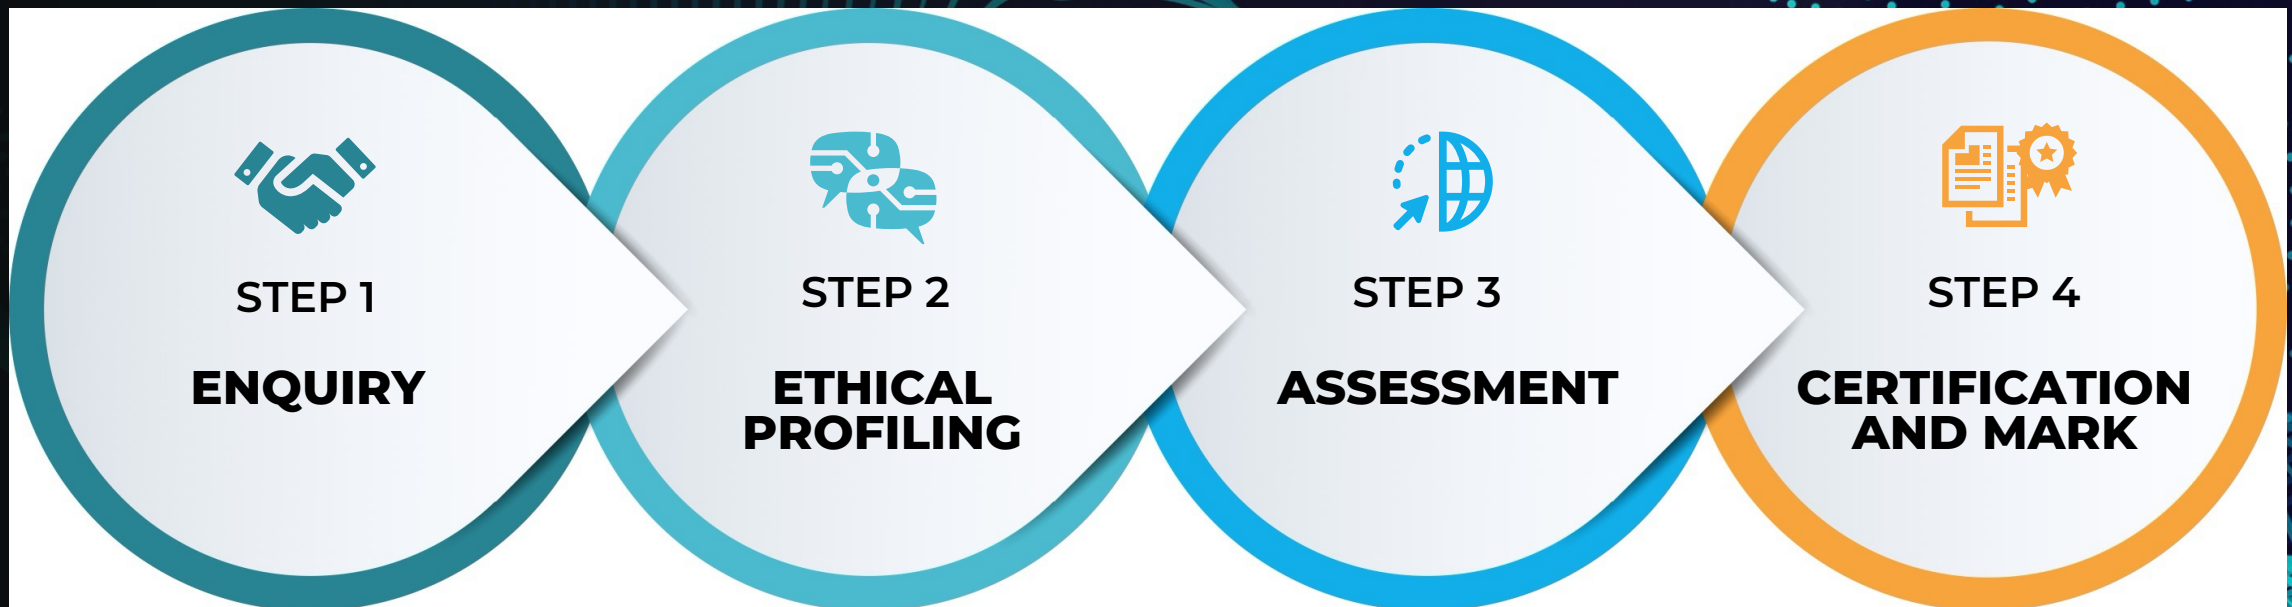 STEP 1
ENQUIRY
STEP 2
ETHICAL
PROFILING
STEP 3
ASSESSMENT
STEP 4
CERTIFICATION
AND MARK